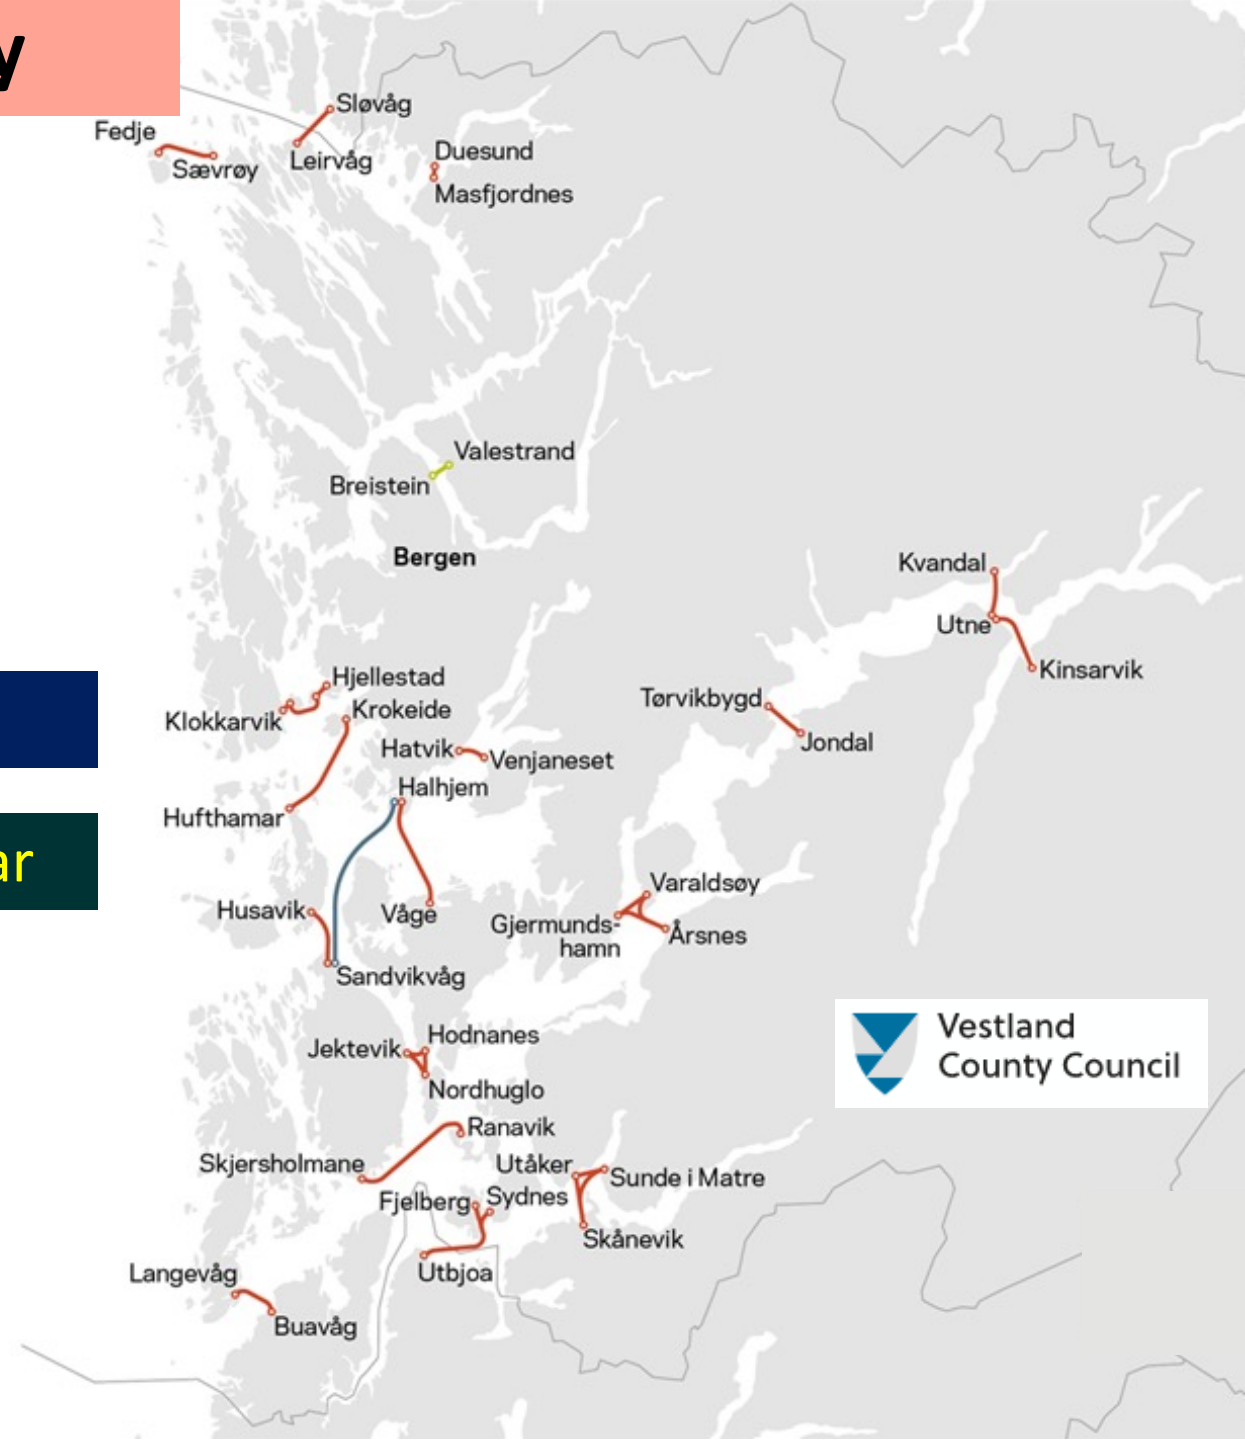 y
Sløvåg
Fedje
Leirvåg
Sævrøy
Duesund
Masfjordnes
Valestrand
Breistein
Bergen
Kvandal
Utne
Kinsarvik
Hjellestad
Klokkarvik
Krokeide
Tørvikbygd
Jondal
Hatvik
Venjaneset
Halhjem
Hufthamar
ar
Husavik
Våge
Varaldsøy
Gjermunds-
hamn
Årsnes
Sandvikvåg
Hodnanes
Jektevik
Nordhuglo
Vestland
County Council
Ranavik
Skjersholmane
Utåker
Sunde i Matre
Fjelberg
Sydnes
Skånevik
Utbjoa
Langevåg
Buavåg